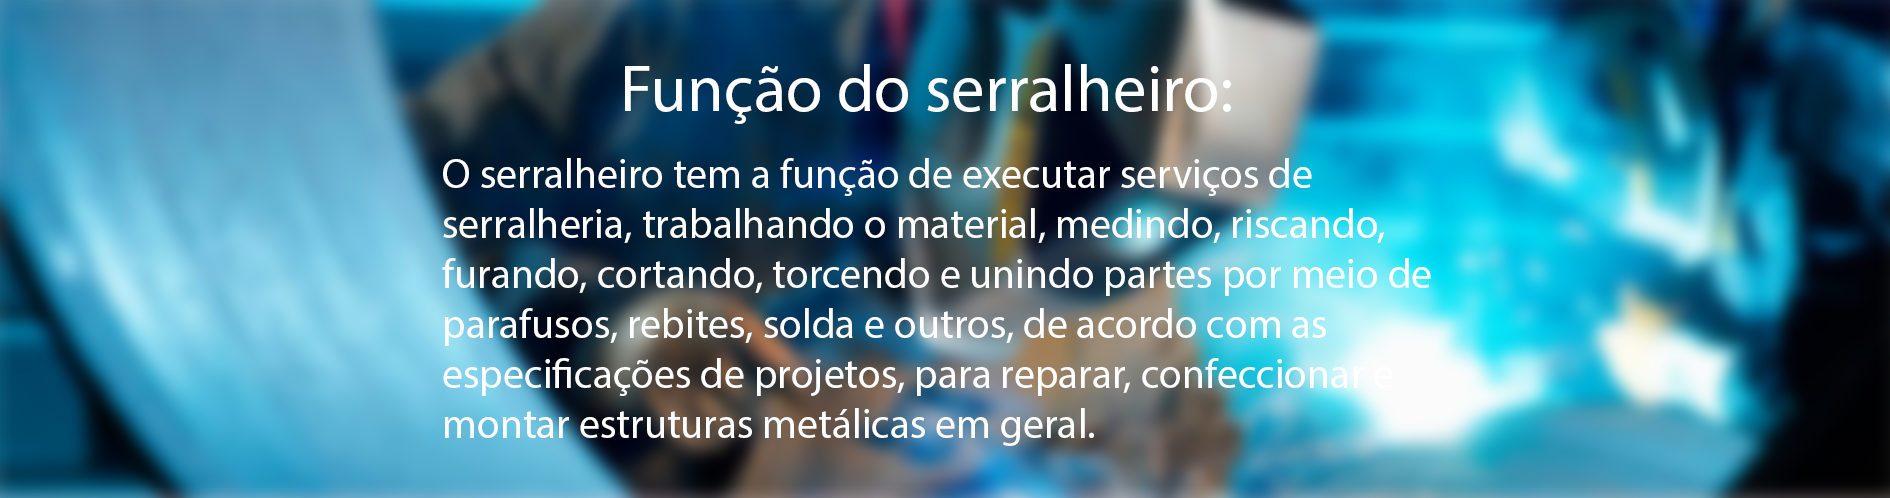 Função do serralheiro:
O serralheiro tem a função de executar serviços de
serralheria, trabalhando o material, medindo, riscando,
furando, cortando, torcendo e unindo partes por meio de
parafusos, rebites, solda e outros, de acordo com as
especificações de projetos, para reparar, confeccionar e
montar estruturas metálicas em geral.